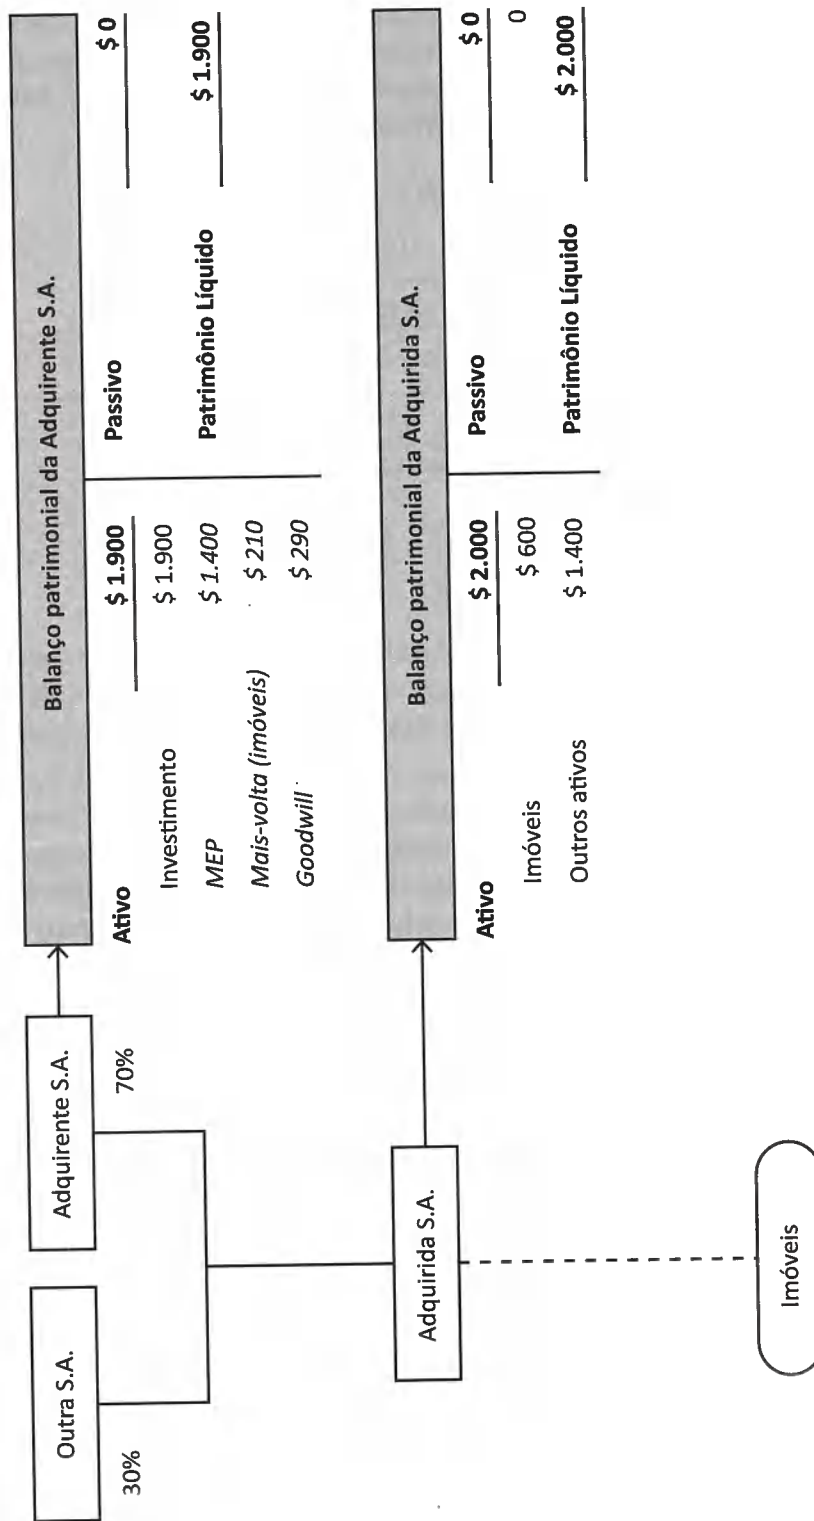 Outra S.A.
30%
Adquirente S.A.
70%
Balanço patrimonial da Adquirente S.A.
Ativo $ 1.900 Passivo $ 0
Investimento $ 1.900
MEP $ 1.400
Mais-volta (imóveis) $ 210 Patrimônio Líquido $ 1.900
Goodwill $ 290
Adquirida S.A.
Balanço patrimonial da Adquirida S.A.
Ativo $ 2.000 Passivo $ 0
Imóveis $ 600 0
Outros ativos $ 1.400 Patrimônio Líquido $ 2.000
Imóveis